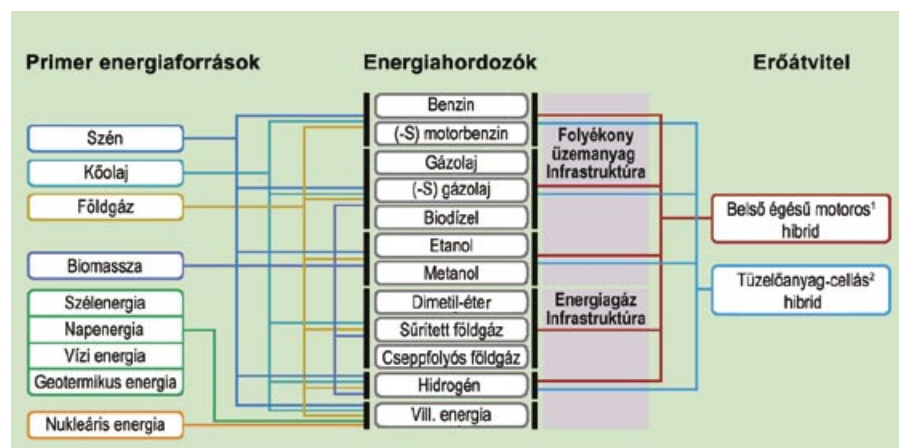 Primer energiaforrások
Energiahordozók
Erőátvitel
Szén
Kőolaj
Földgáz
Biomassza
Szélenergia
Napenergia
Vízi energia
Geotermikus energia
Nukleáris energia
Benzin
(-S) motorbenzin
Gázolaj
(-S) gázolaj
Biodízel
Etanol
Metanol
Dimetil-éter
Sűrített földgáz
Cseppfolyós földgáz
Hidrogén
Vill. energia
Folyékony
üzemanyag
Infrastruktúra
Energiagáz
Infrastruktúra
Belső égésű motoros¹
hibrid
Tüzelőanyag-cellás²
hibrid